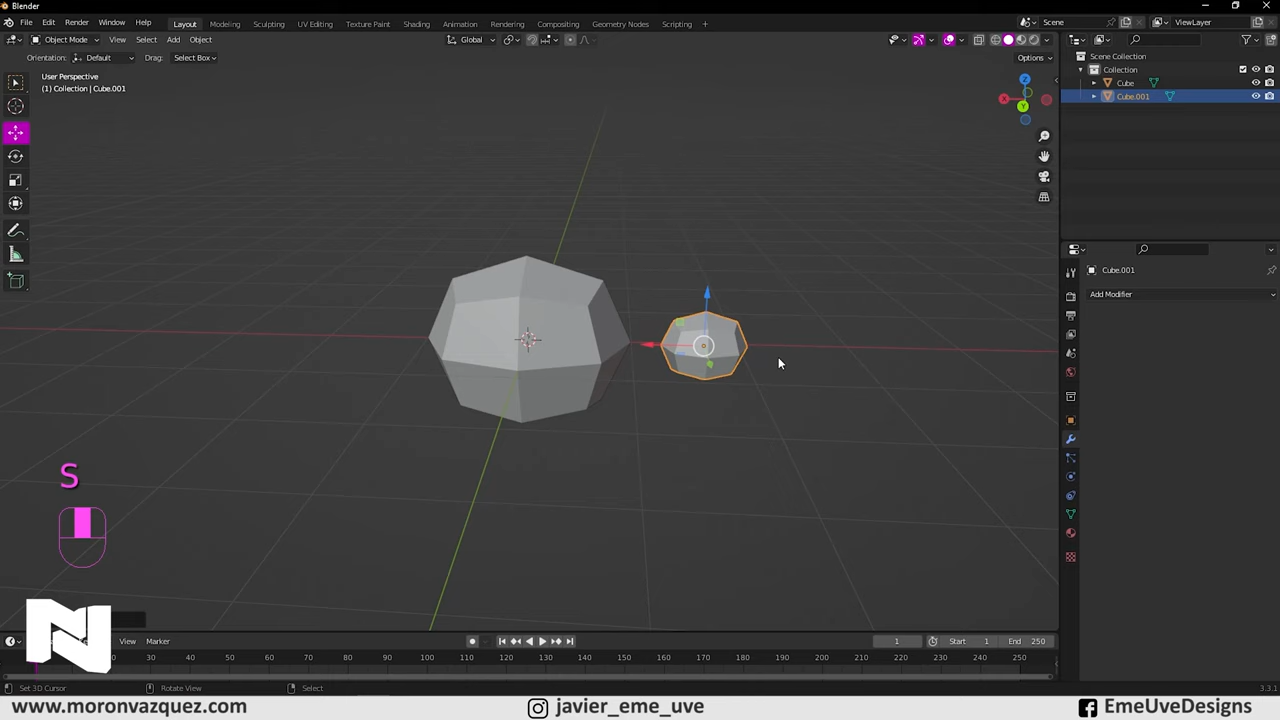 Blender
File Edit Render Window Help Layout Modeling Sculpting UV Editing Texture Paint Shading Animation Rendering Compositing Geometry Nodes Scripting + Scene ViewLayer
Object Mode View Select Add Object Global
Orientation: Default Drag: Select Box Options
User Perspective
(1) Collection | Cube.001
X
Y
Z
Scene Collection
Collection
Cube
Cube.001
Cube.001
Add Modifier
S
N
View Marker 1 Start 1 End 250
30 40 50 60 70 80 90 100 110 120 130 140 150 160 170 180 190 200 210 220 230 240 250
Set 3D Cursor Rotate View Select 3.3.1
www.moronvazquez.com javier_eme_uve EmeUveDesigns